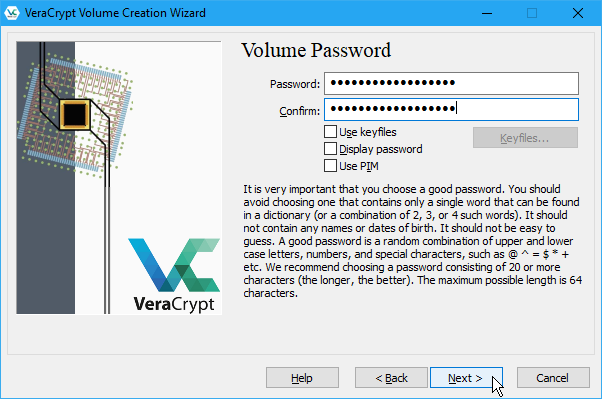 VeraCrypt Volume Creation Wizard
Volume Password
Password: ●●●●●●●●●●●●●●●●●●
Confirm: ●●●●●●●●●●●●●●●●●●
Use keyfiles
Keyfiles...
Display password
Use PIM
It is very important that you choose a good password. You should
avoid choosing one that contains only a single word that can be found
in a dictionary (or a combination of 2, 3, or 4 such words). It should
not contain any names or dates of birth. It should not be easy to
guess. A good password is a random combination of upper and lower
case letters, numbers, and special characters, such as @ ^ = $ * +
etc. We recommend choosing a password consisting of 20 or more
characters (the longer, the better). The maximum possible length is 64
characters.
VeraCrypt
Help
< Back
Next >
Cancel